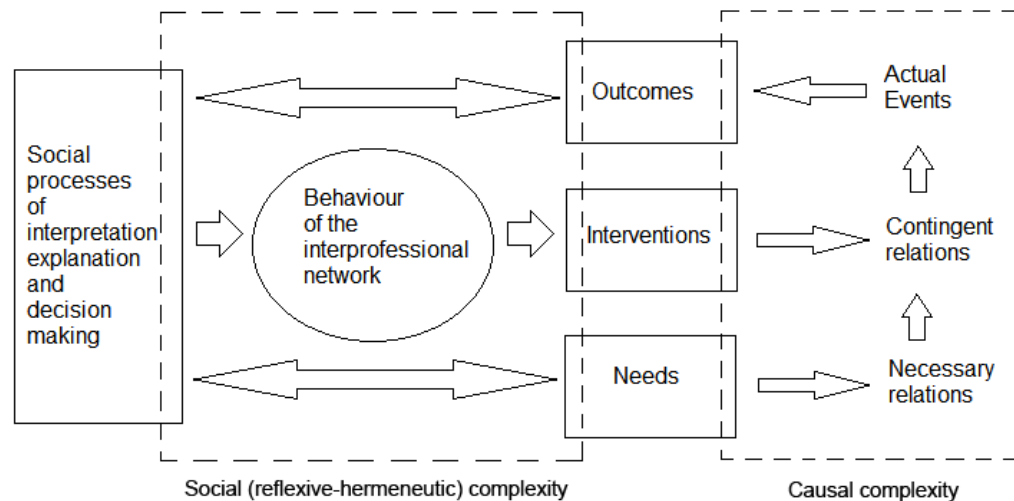 Social
processes
of
interpretation
explanation
and
decision
making
Behaviour
of the
interprofessional
network
Outcomes
Interventions
Needs
Actual
Events
Contingent
relations
Necessary
relations
Social (reflexive-hermeneutic) complexity
Causal complexity